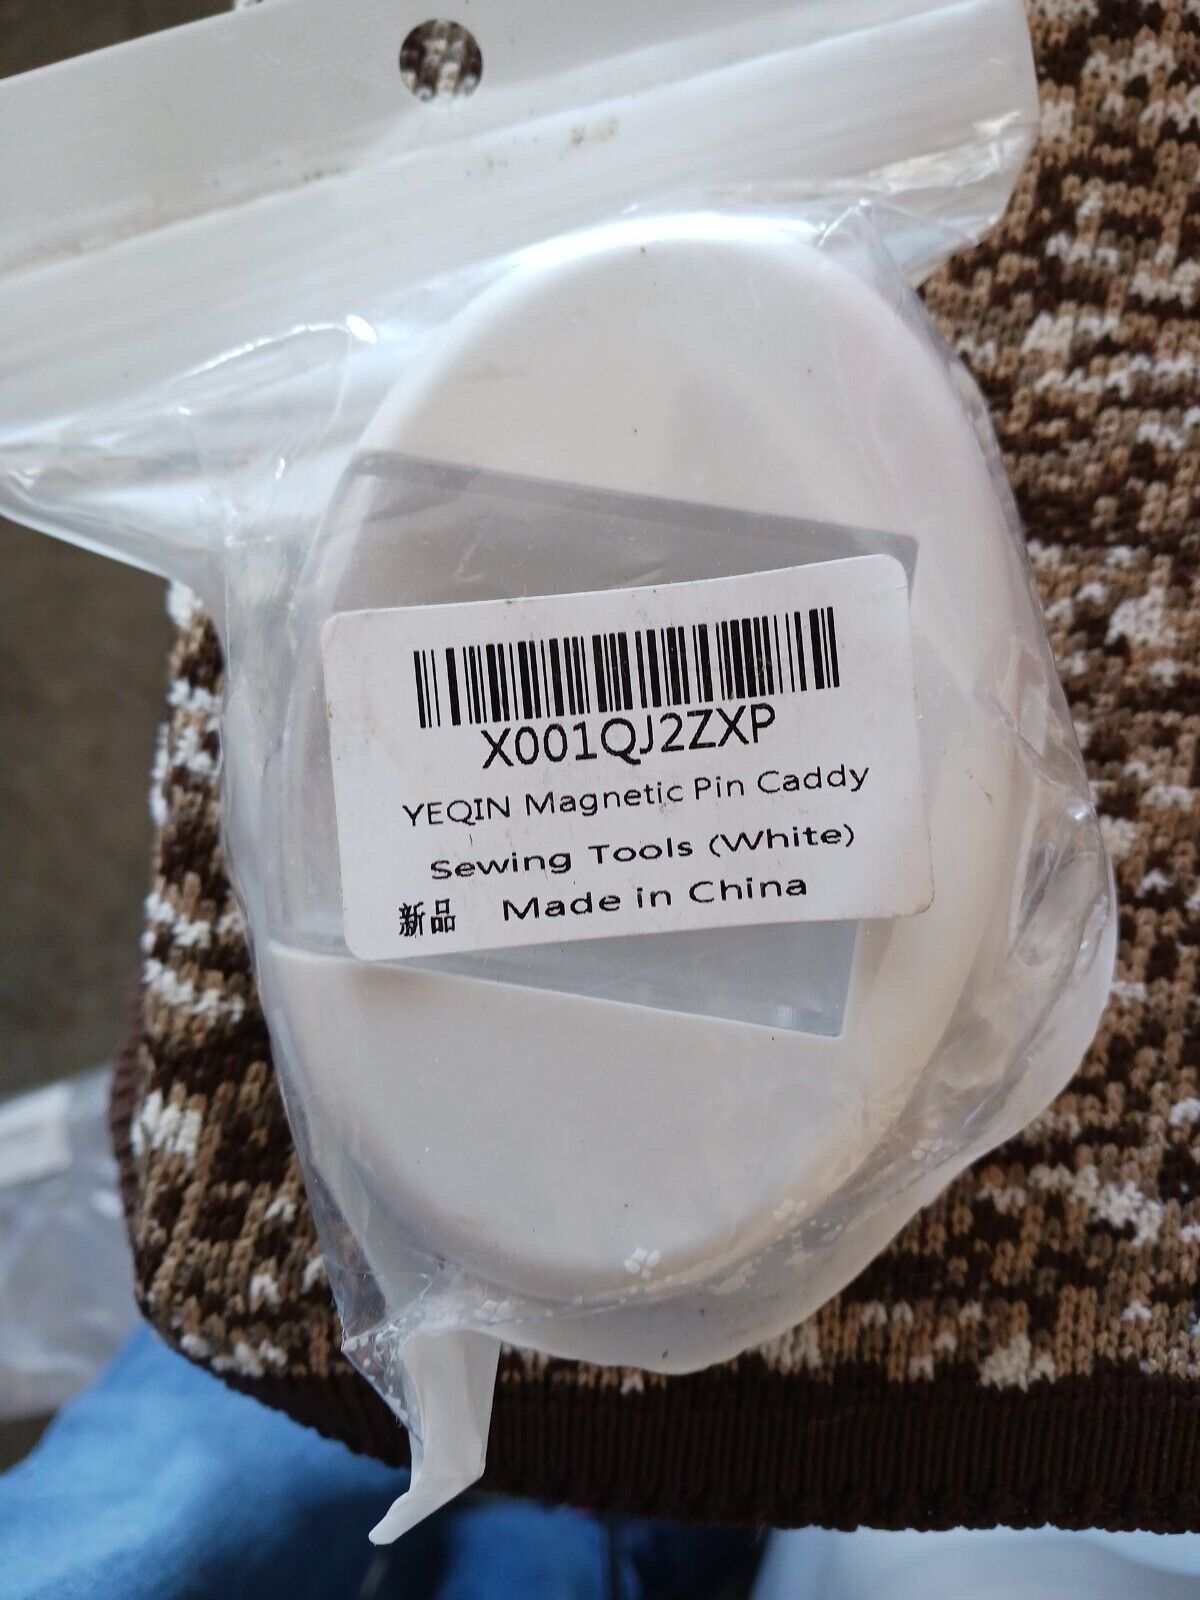 X001QJ2ZXP
YEQIN Magnetic Pin Caddy
Sewing Tools (White)
新品 Made in China